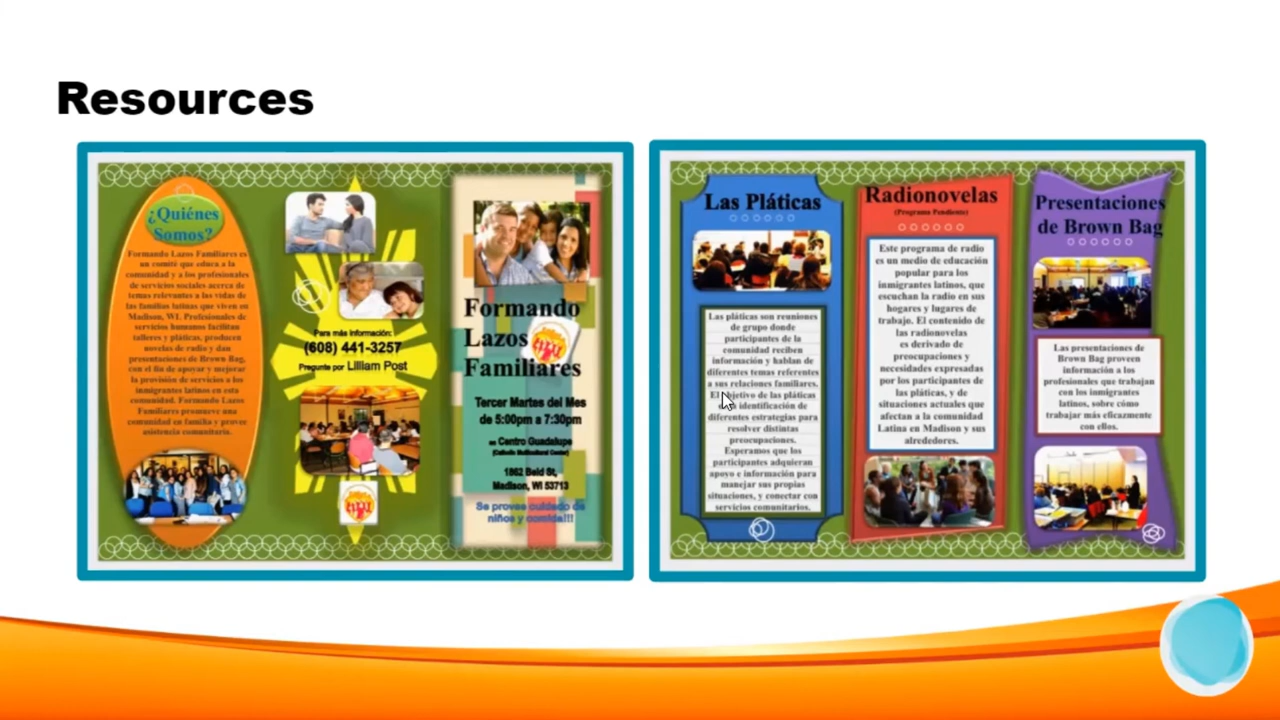 Resources
¿Quiénes
Somos?
Formando Lazos Familiares es
un comité que educa a la
comunidad y a los profesionales
de servicios sociales acerca de
temas relevantes a las vidas de
las familias latinas que viven en
Madison, WI. Profesionales de
servicios humanos facilitan
talleres y pláticas, producen
novelas de radio y dan
presentaciones de Brown Bag,
con el fin de apoyar y mejorar
la provisión de servicios a los
inmigrantes latinos en esta
comunidad. Formando Lazos
Familiares promueve una
comunidad en familia y provee
asistencia comunitaria.
Para más información:
(608) 441-3257
Pregunte por Lilliam Post
Formando
Lazos
Familiares
Tercer Martes del Mes
de 5:00pm a 7:30pm
en Centro Guadalupe
(Catholic Multicultural Center)
1862 Beld St,
Madison, WI 53713
Se provee cuidado de
niños y comida!!!
Las Pláticas
Las pláticas son reuniones
de grupo donde
participantes de la
comunidad reciben
información y hablan de
diferentes temas referentes
a sus relaciones familiares.
El objetivo de las pláticas
identificación de
diferentes estrategias para
resolver distintas
preocupaciones.
Esperamos que los
participantes adquieran
apoyo e información para
manejar sus propias
situaciones, y conectar con
servicios comunitarios.
Radionovelas
(Programa Pendiente)
Este programa de radio
es un medio de educación
popular para los
inmigrantes latinos, que
escuchan la radio en sus
hogares y lugares de
trabajo. El contenido de
las radionovelas
es derivado de
preocupaciones y
necesidades expresadas
por los participantes de
las pláticas, y de
situaciones actuales que
afectan a la comunidad
Latina en Madison y sus
alrededores.
Presentaciones
de Brown Bag
Las presentaciones de
Brown Bag proveen
información a los
profesionales que trabajan
con los inmigrantes
latinos, sobre cómo
trabajar más eficazmente
con ellos.